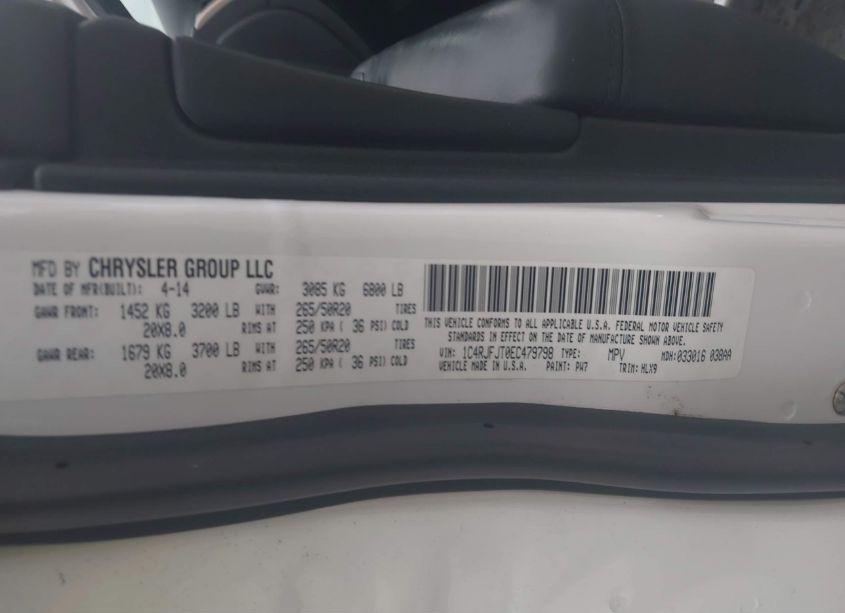 MFD BY CHRYSLER GROUP LLC
DATE OF MFR(BUILT): 4-14 GVWR: 3085 KG 6800 LB
GAWR FRONT: 1452 KG 3200 LB WITH 265/50R20 TIRES
20X8.0 RIMS AT 250 KPA ( 36 PSI) COLD
GAWR REAR: 1679 KG 3700 LB WITH 265/50R20 TIRES
20X8.0 RIMS AT 250 KPA ( 36 PSI) COLD
THIS VEHICLE CONFORMS TO ALL APPLICABLE U.S.A. FEDERAL MOTOR VEHICLE SAFETY
STANDARDS IN EFFECT ON THE DATE OF MANUFACTURE SHOWN ABOVE.
VIN: 1C4RJFJT0EC479798 TYPE: MPV MDH:033016 038AA
VEHICLE MADE IN U.S.A. PAINT: PW7 TRIM: HLX9